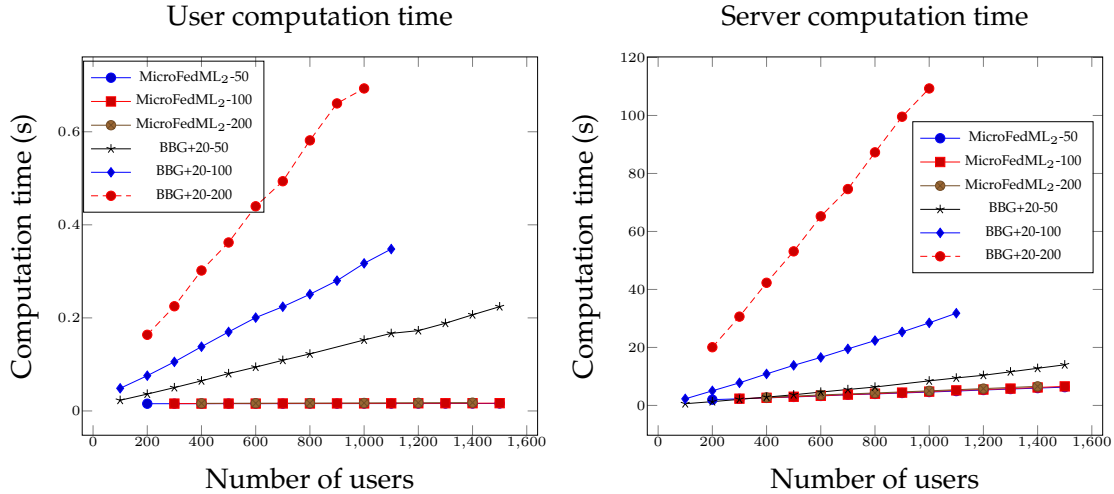 User computation time
Computation time (s)
0.6
0.4
0.2
0
MicroFedML2-50
MicroFedML2-100
MicroFedML2-200
BBG+20-50
BBG+20-100
BBG+20-200
0 200 400 600 800 1,000 1,200 1,400 1,600
Number of users
Server computation time
Computation time (s)
120
100
80
60
40
20
0
MicroFedML2-50
MicroFedML2-100
MicroFedML2-200
BBG+20-50
BBG+20-100
BBG+20-200
0 200 400 600 800 1,000 1,200 1,400 1,600
Number of users